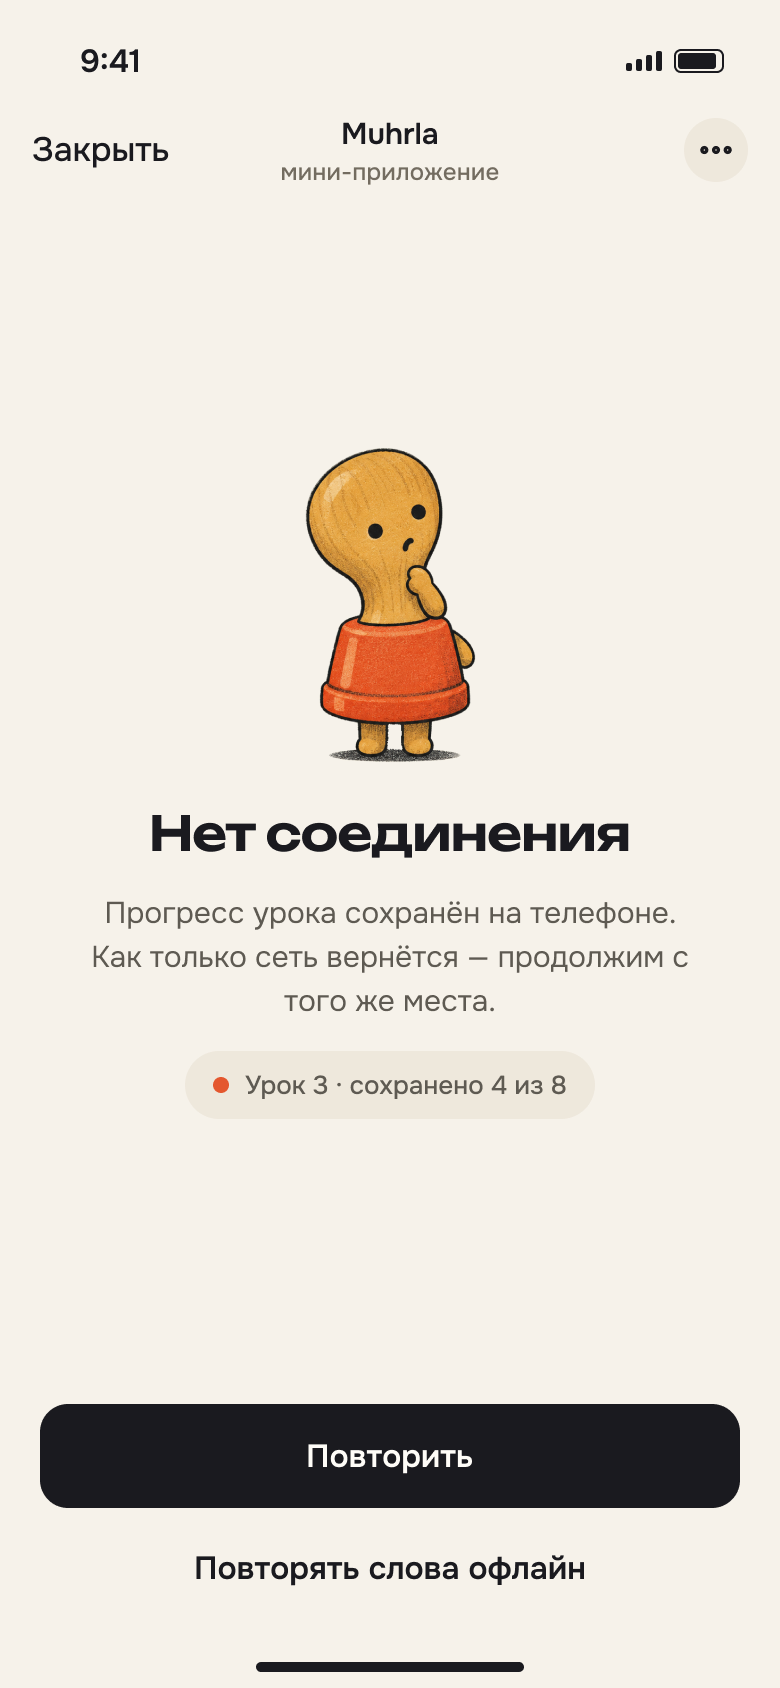 9:41
Закрыть
Muhrla
мини-приложение
Нет соединения
Прогресс урока сохранён на телефоне.
Как только сеть вернётся — продолжим с
того же места.
Урок 3 · сохранено 4 из 8
Повторить
Повторять слова офлайн